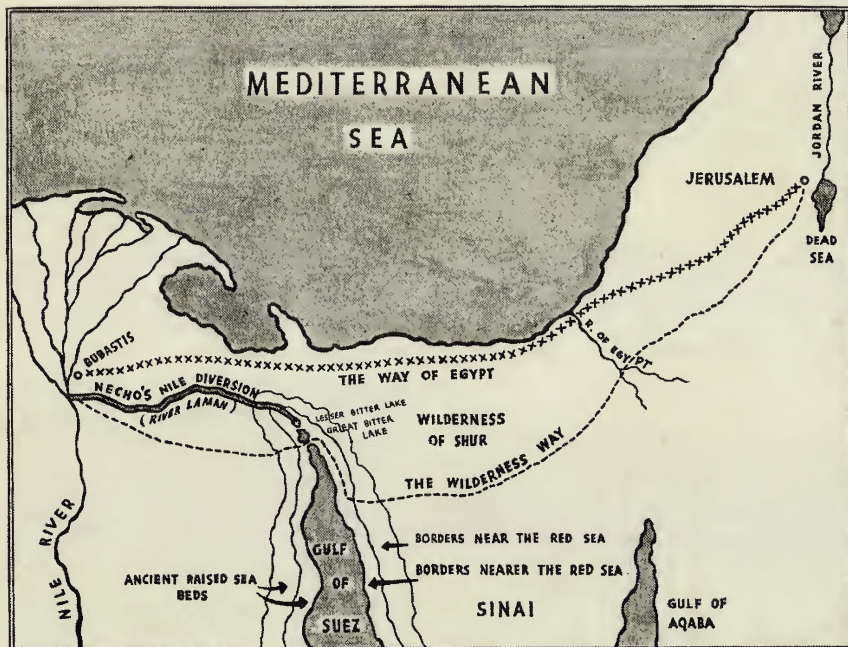 MEDITERRANEAN
SEA
JORDAN RIVER
JERUSALEM
DEAD
SEA
BUBASTIS
R. OF EGYPT
THE WAY OF EGYPT
NECHO'S NILE DIVERSION
(RIVER LAMAN)
LESSER BITTER LAKE
GREAT BITTER
LAKE
WILDERNESS
OF SHUR
THE WILDERNESS WAY
NILE RIVER
BORDERS NEAR THE RED SEA
BORDERS NEARER THE RED SEA
ANCIENT RAISED SEA
BEDS
GULF
OF
SUEZ
SINAI
GULF OF
AQABA